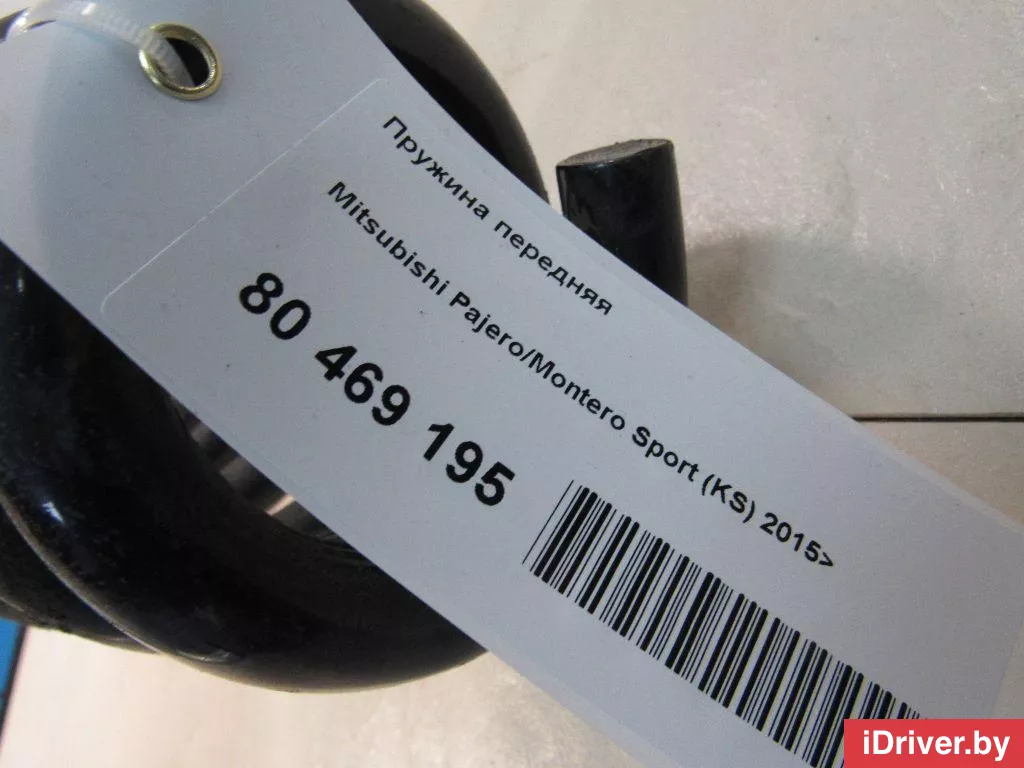 Пружина передняя
Mitsubishi Pajero/Montero Sport (KS) 2015>
80 469 195
iDriver.by